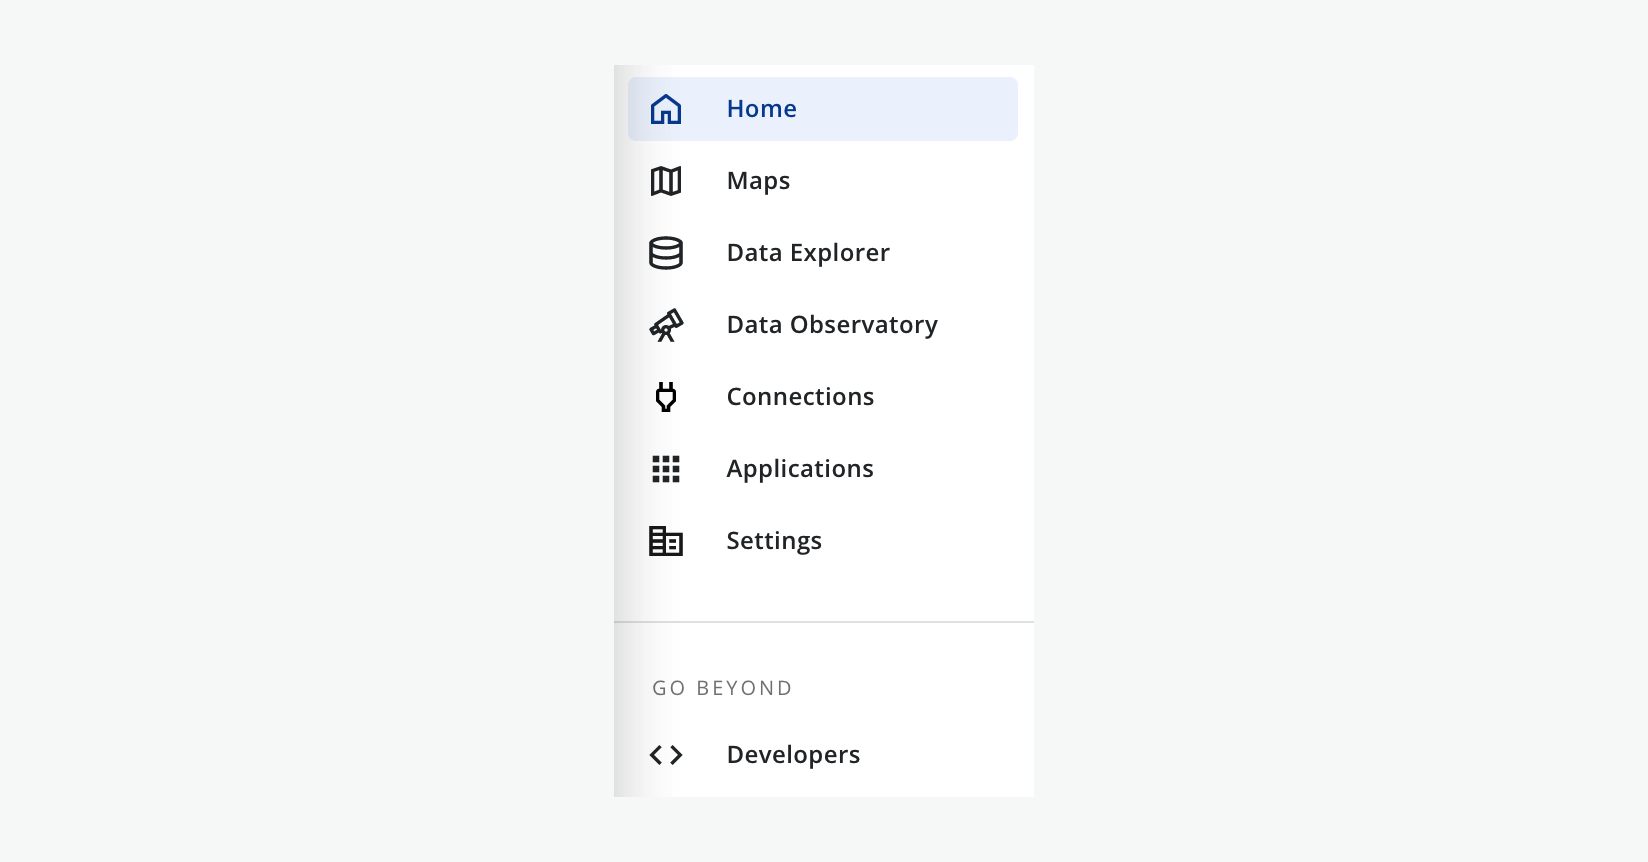 Home
Maps
Data Explorer
Data Observatory
Connections
Applications
Settings
GO BEYOND
Developers